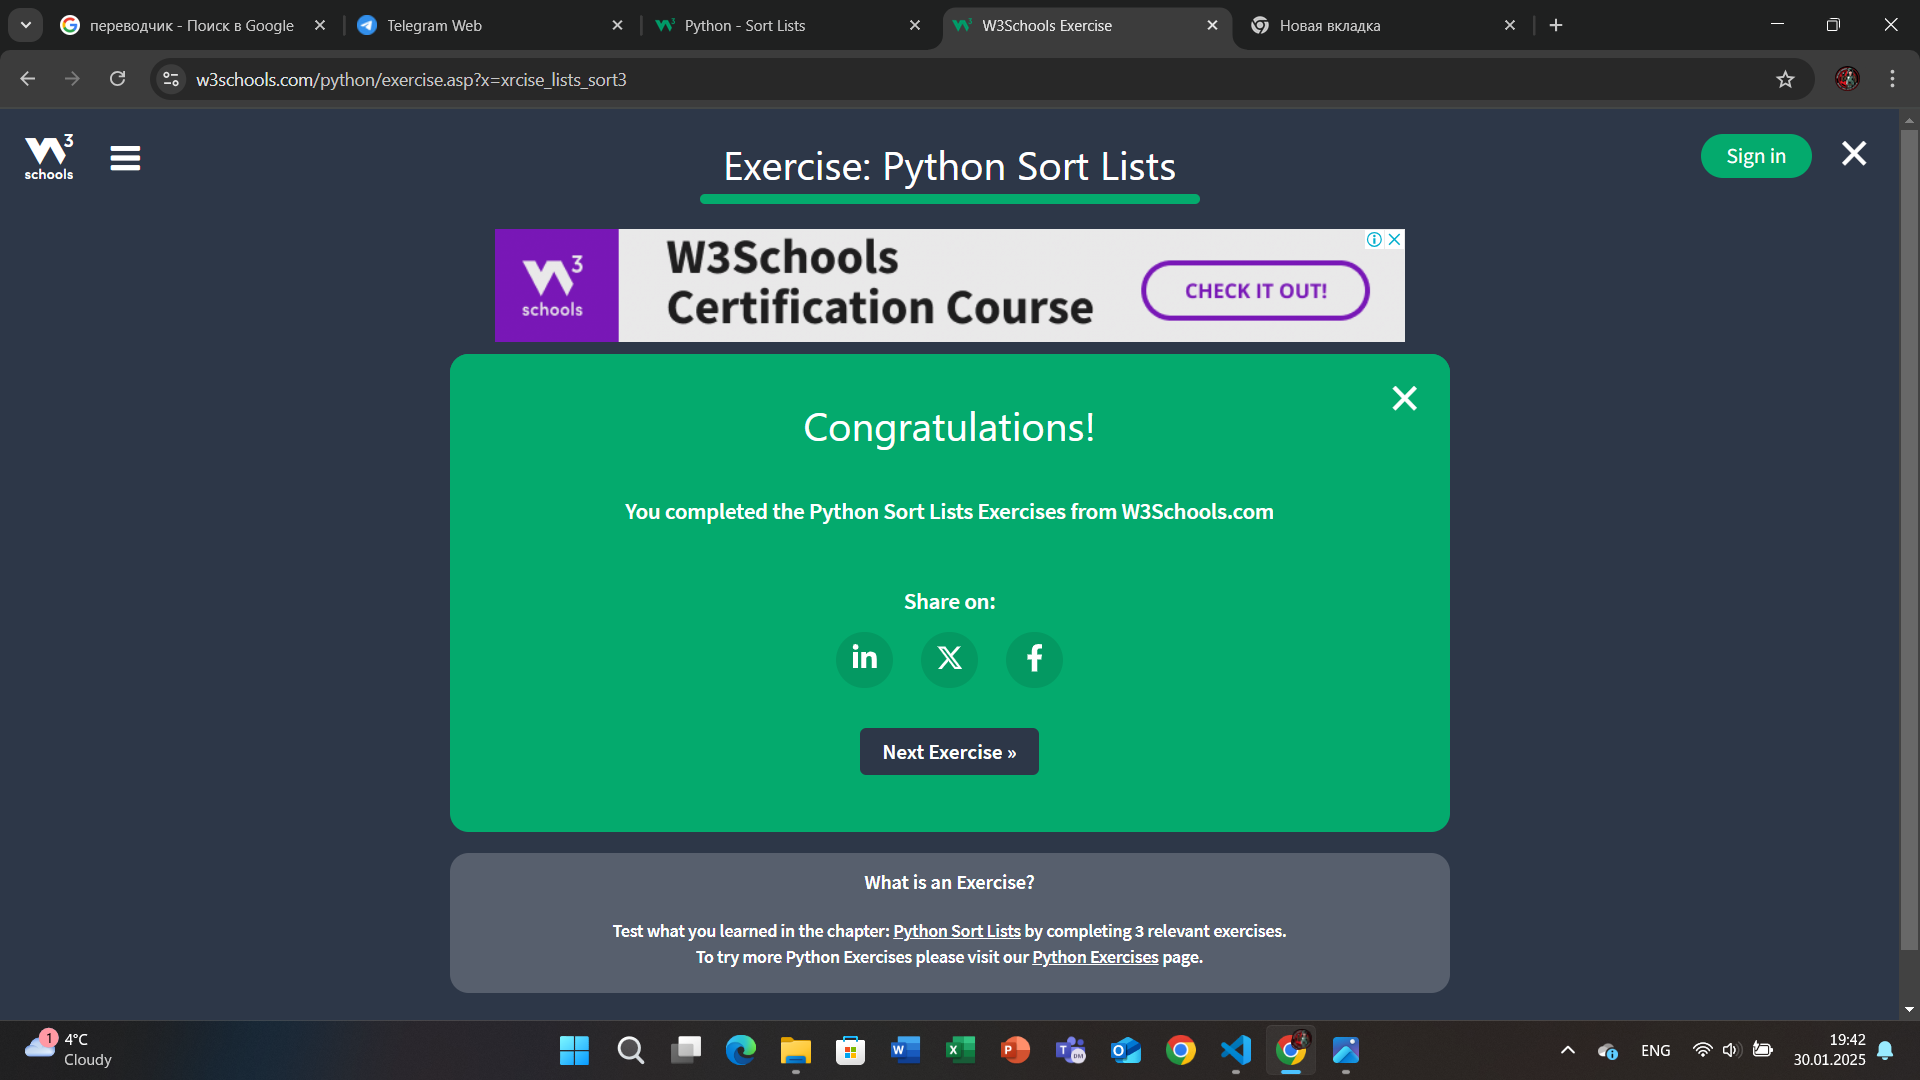 переводчик - Поиск в Google
Telegram Web
Python - Sort Lists
W3Schools Exercise
Новая вкладка
w3schools.com/python/exercise.asp?x=xrcise_lists_sort3
3
schools
Exercise: Python Sort Lists
Sign in
3
schools
W3Schools
Certification Course
CHECK IT OUT!
Congratulations!
You completed the Python Sort Lists Exercises from W3Schools.com
Share on:
in
X
f
Next Exercise »
What is an Exercise?
Test what you learned in the chapter: Python Sort Lists by completing 3 relevant exercises.
To try more Python Exercises please visit our Python Exercises page.
1
4°C
Cloudy
ENG
19:42
30.01.2025